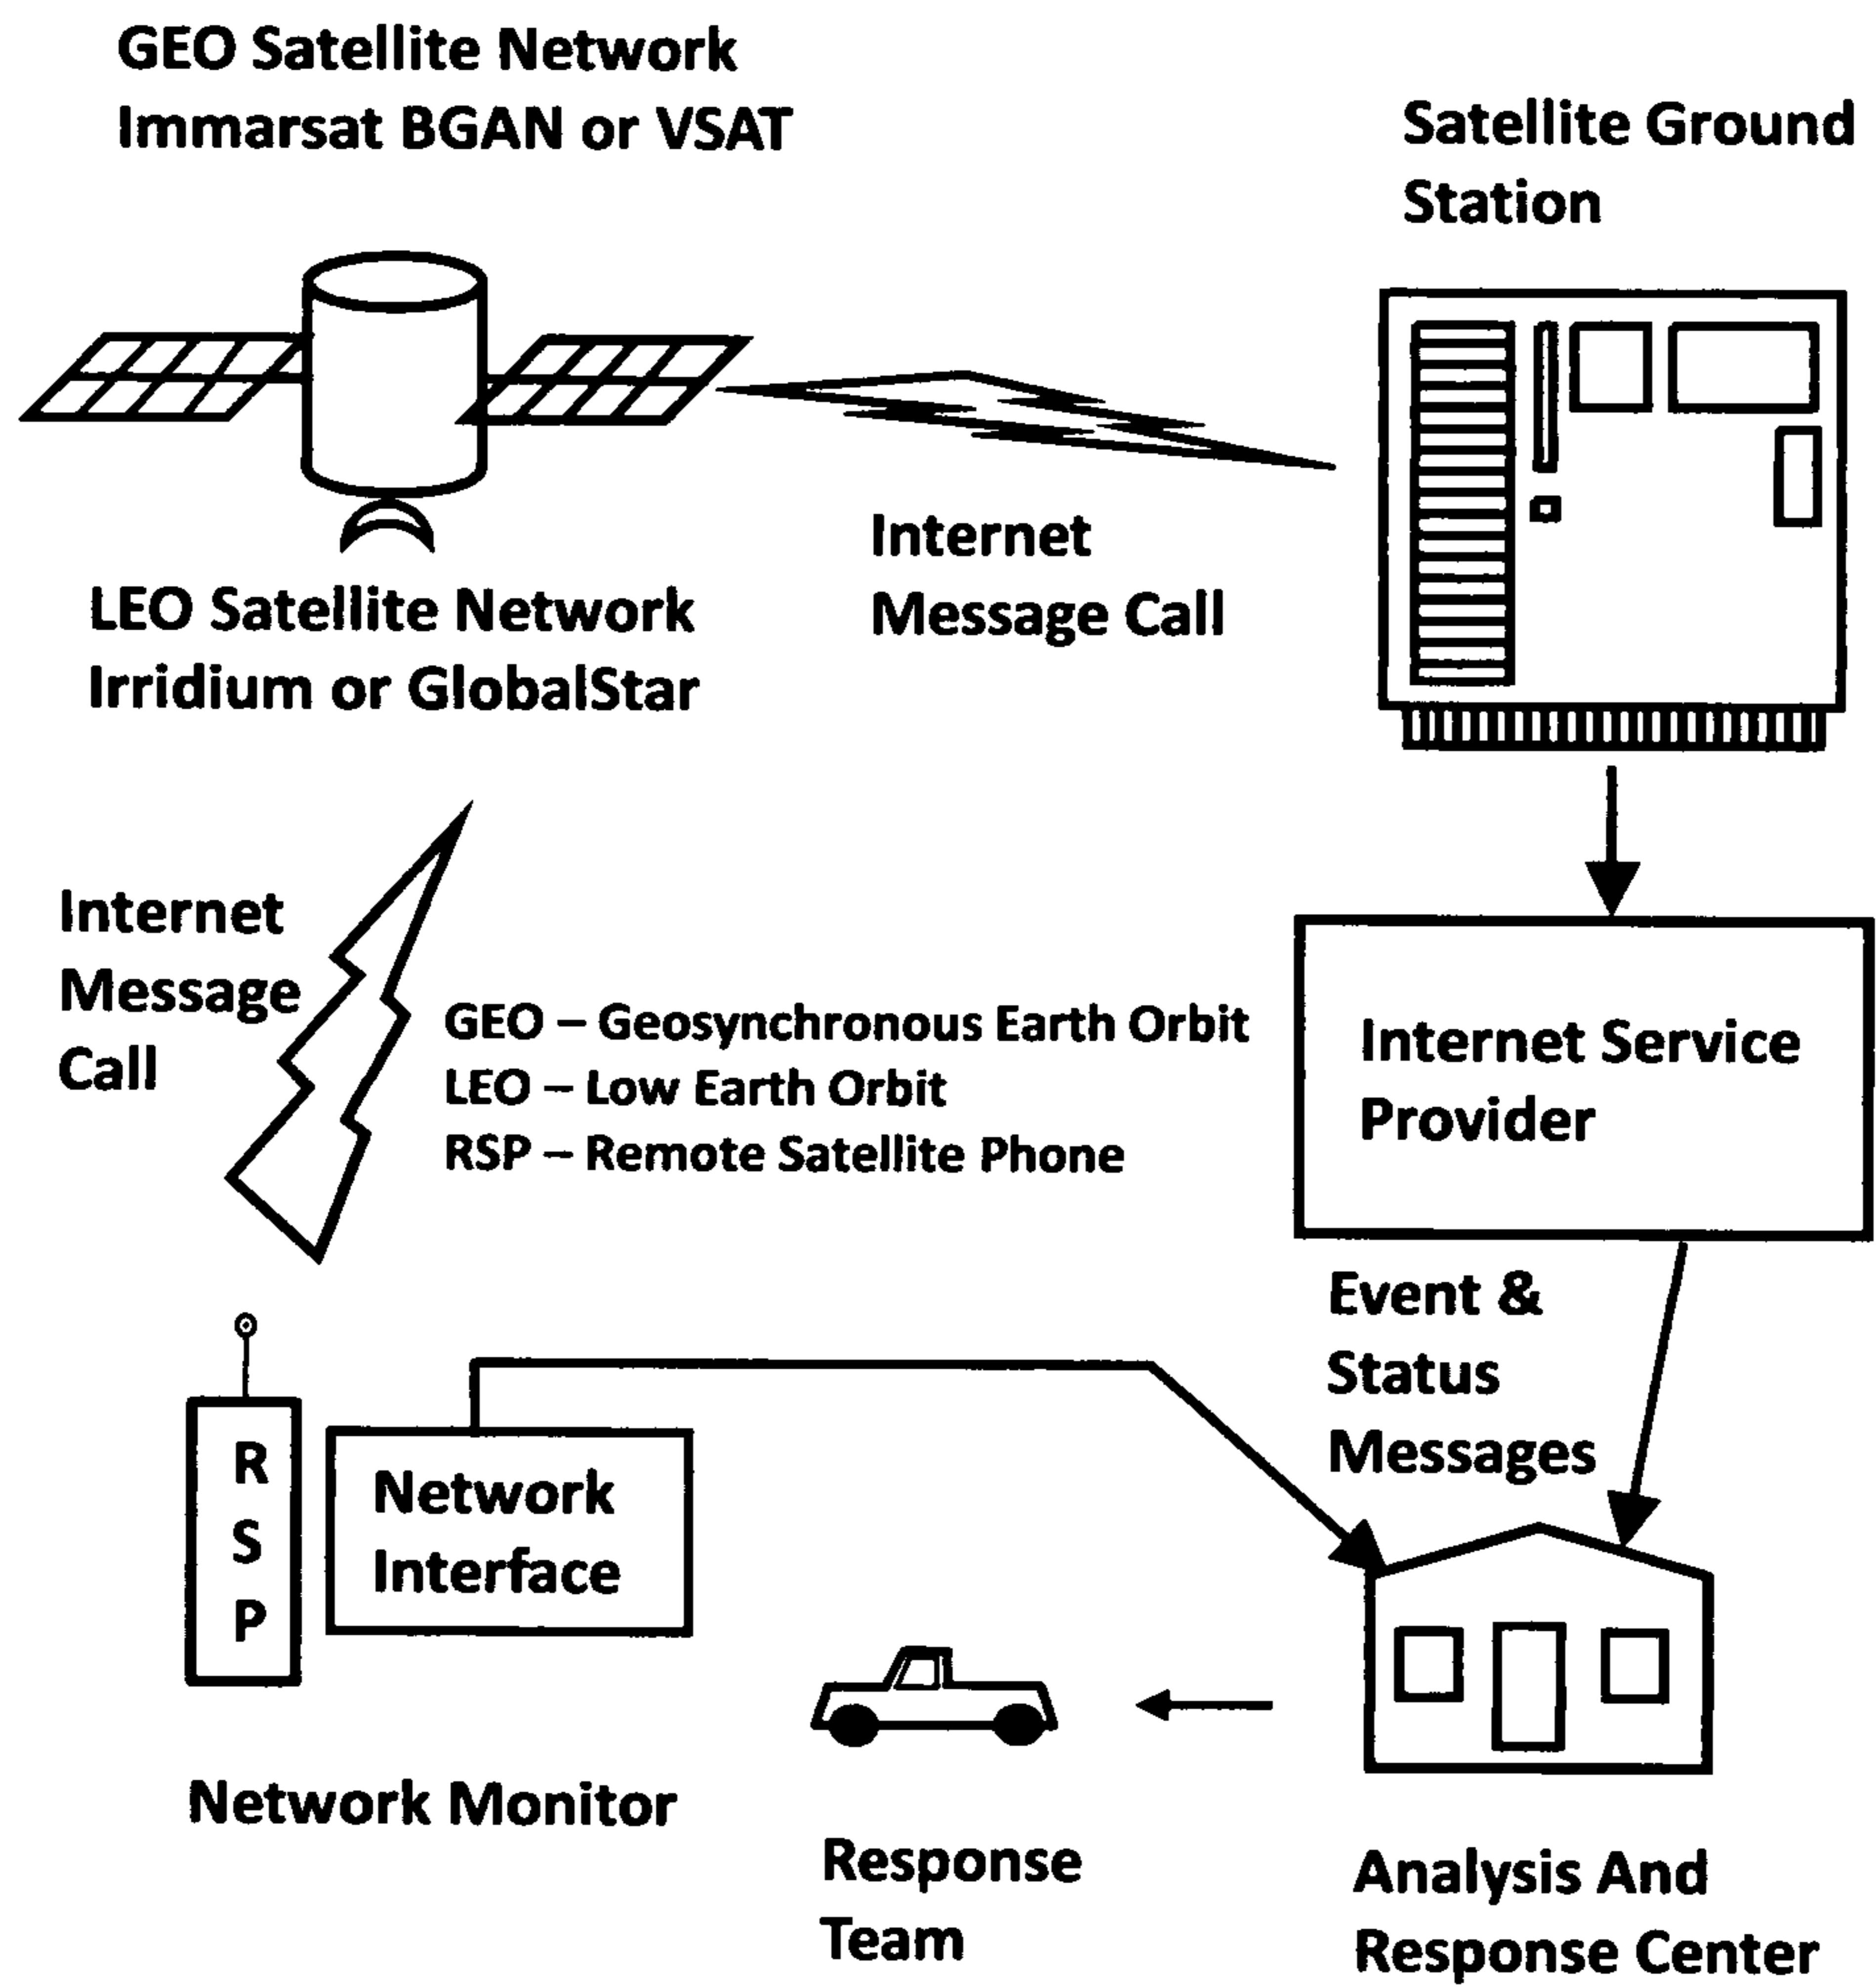 GEO Satellite Network
Immarsat BGAN or VSAT
Satellite Ground
Station
Internet
Message Call
LEO Satellite Network
Irridium or GlobalStar
Internet
Message
Call
GEO – Geosynchronous Earth Orbit
LEO – Low Earth Orbit
RSP – Remote Satellite Phone
Internet Service
Provider
Event &
Status
Messages
R
S
P
Network
Interface
Network Monitor
Response
Team
Analysis And
Response Center